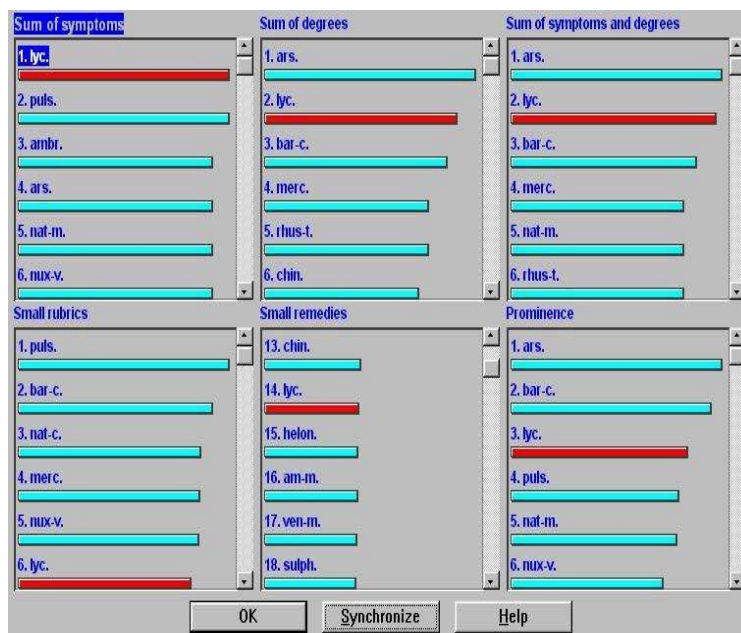 Sum of symptoms
1. lyc.
2. puls.
3. ambr.
4. ars.
5. nat-m.
6. nux-v.
Sum of degrees
1. ars.
2. lyc.
3. bar-c.
4. merc.
5. rhus-t.
6. chin.
Sum of symptoms and degrees
1. ars.
2. lyc.
3. bar-c.
4. merc.
5. nat-m.
6. rhus-t.
Small rubrics
1. puls.
2. bar-c.
3. nat-c.
4. merc.
5. nux-v.
6. lyc.
Small remedies
13. chin.
14. lyc.
15. helon.
16. am-m.
17. ven-m.
18. sulph.
Prominence
1. ars.
2. bar-c.
3. lyc.
4. puls.
5. nat-m.
6. nux-v.
OK
Synchronize
Help